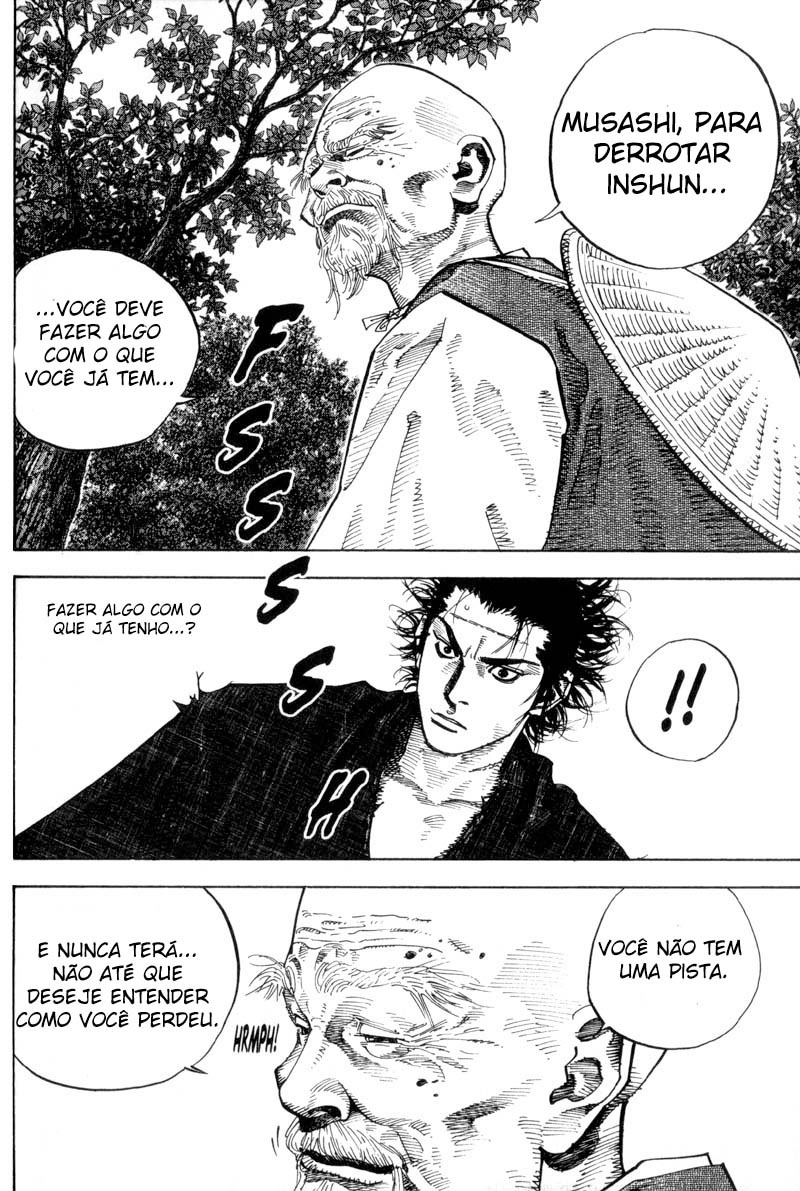 MUSASHI, PARA
DERROTAR
INSHUN...
...VOCÊ DEVE
FAZER ALGO
COM O QUE
VOCÊ JÁ TEM...
FSSSSSH
FAZER ALGO COM O
QUE JÁ TENHO...?
!!
VOCÊ NÃO TEM
UMA PISTA.
E NUNCA TERÁ...
NÃO ATÉ QUE
DESEJE ENTENDER
COMO VOCÊ PERDEU.
HRMPH!